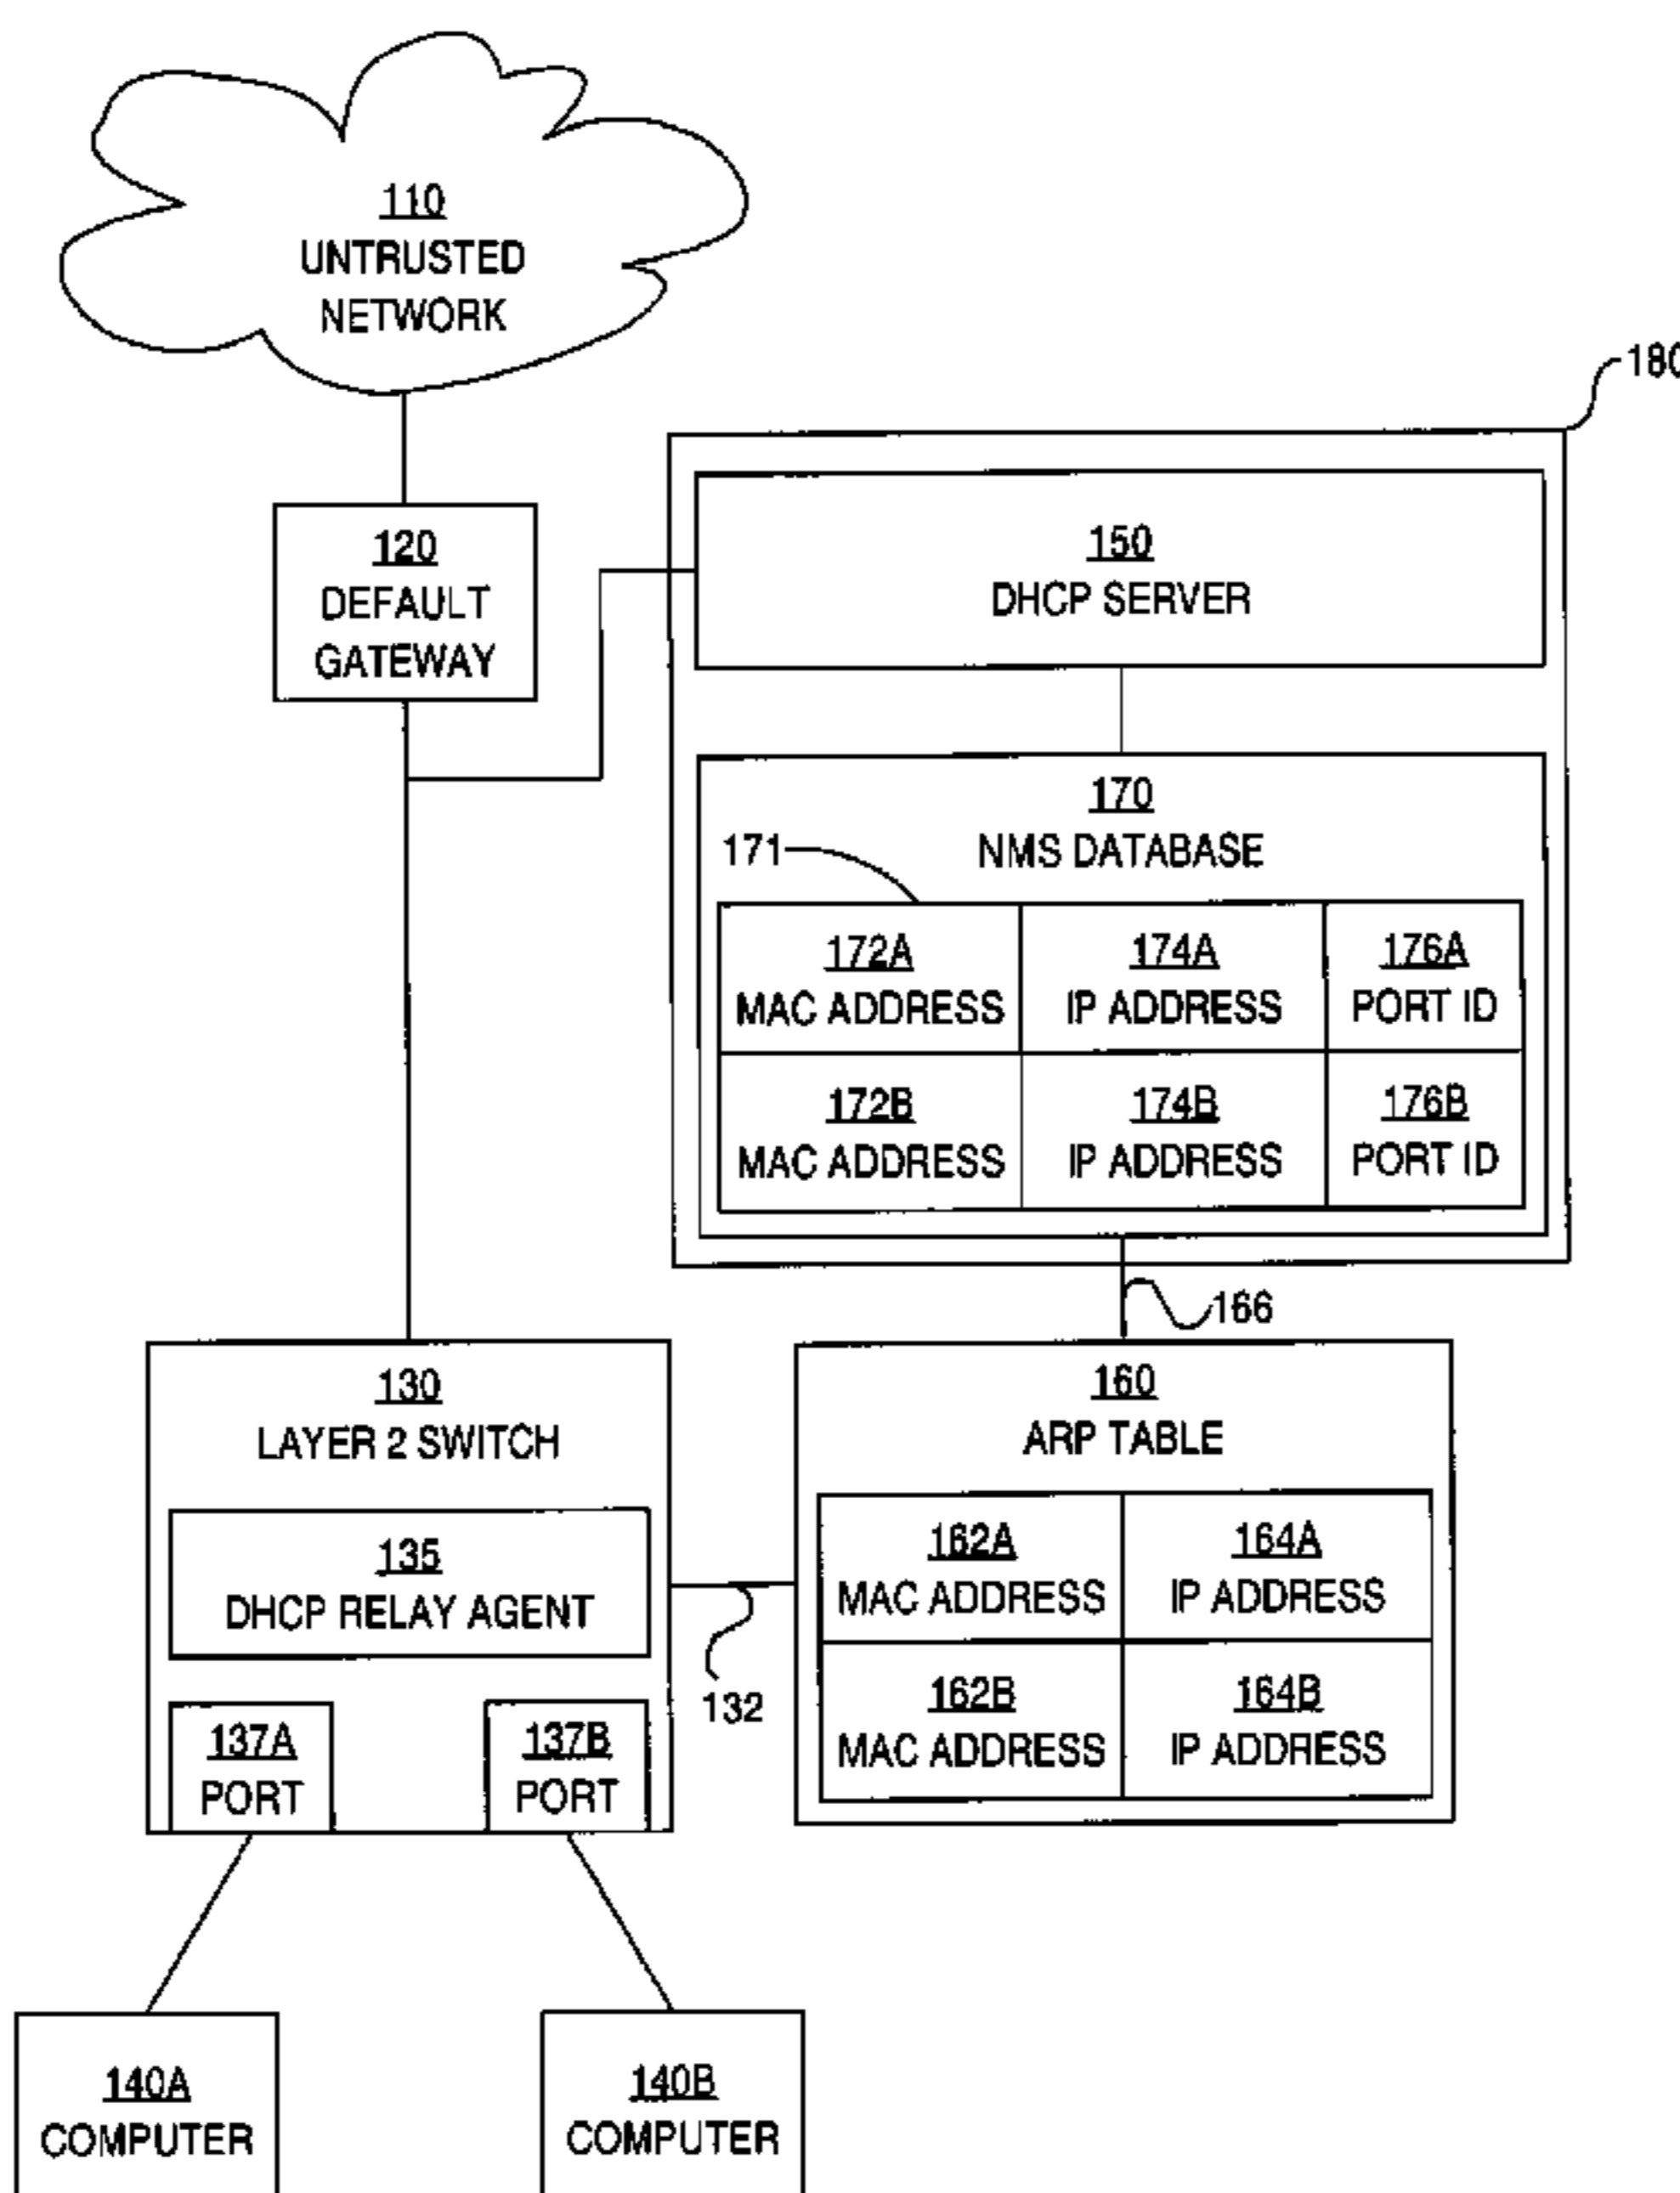 110
UNTRUSTED
NETWORK
180
120
DEFAULT
GATEWAY
150
DHCP SERVER
170
NMS DATABASE
171
172A
MAC ADDRESS
174A
IP ADDRESS
176A
PORT ID
172B
MAC ADDRESS
174B
IP ADDRESS
176B
PORT ID
166
130
LAYER 2 SWITCH
135
DHCP RELAY AGENT
137A
PORT
137B
PORT
132
160
ARP TABLE
162A
MAC ADDRESS
164A
IP ADDRESS
162B
MAC ADDRESS
164B
IP ADDRESS
140A
COMPUTER
140B
COMPUTER